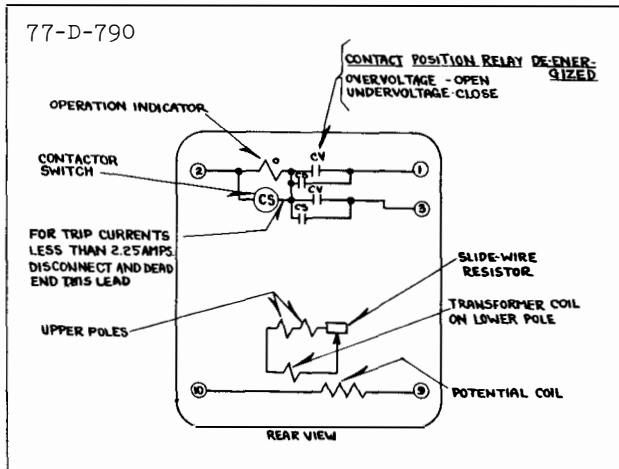 77-D-790
CONTACT POSITION RELAY DE-ENER-
GIZED
OVERVOLTAGE - OPEN
UNDERVOLTAGE-CLOSE
OPERATION INDICATOR
CONTACTOR
SWITCH
O
CV
2
1
CS
CS
CV
3
CS
FOR TRIP CURRENTS
LESS THAN 2.25AMPS.
DISCONNECT AND DEAD
END THIS LEAD
SLIDE-WIRE
RESISTOR
TRANSFORMER COIL
ON LOWER POLE
UPPER POLES
10
9
POTENTIAL COIL
REAR VIEW